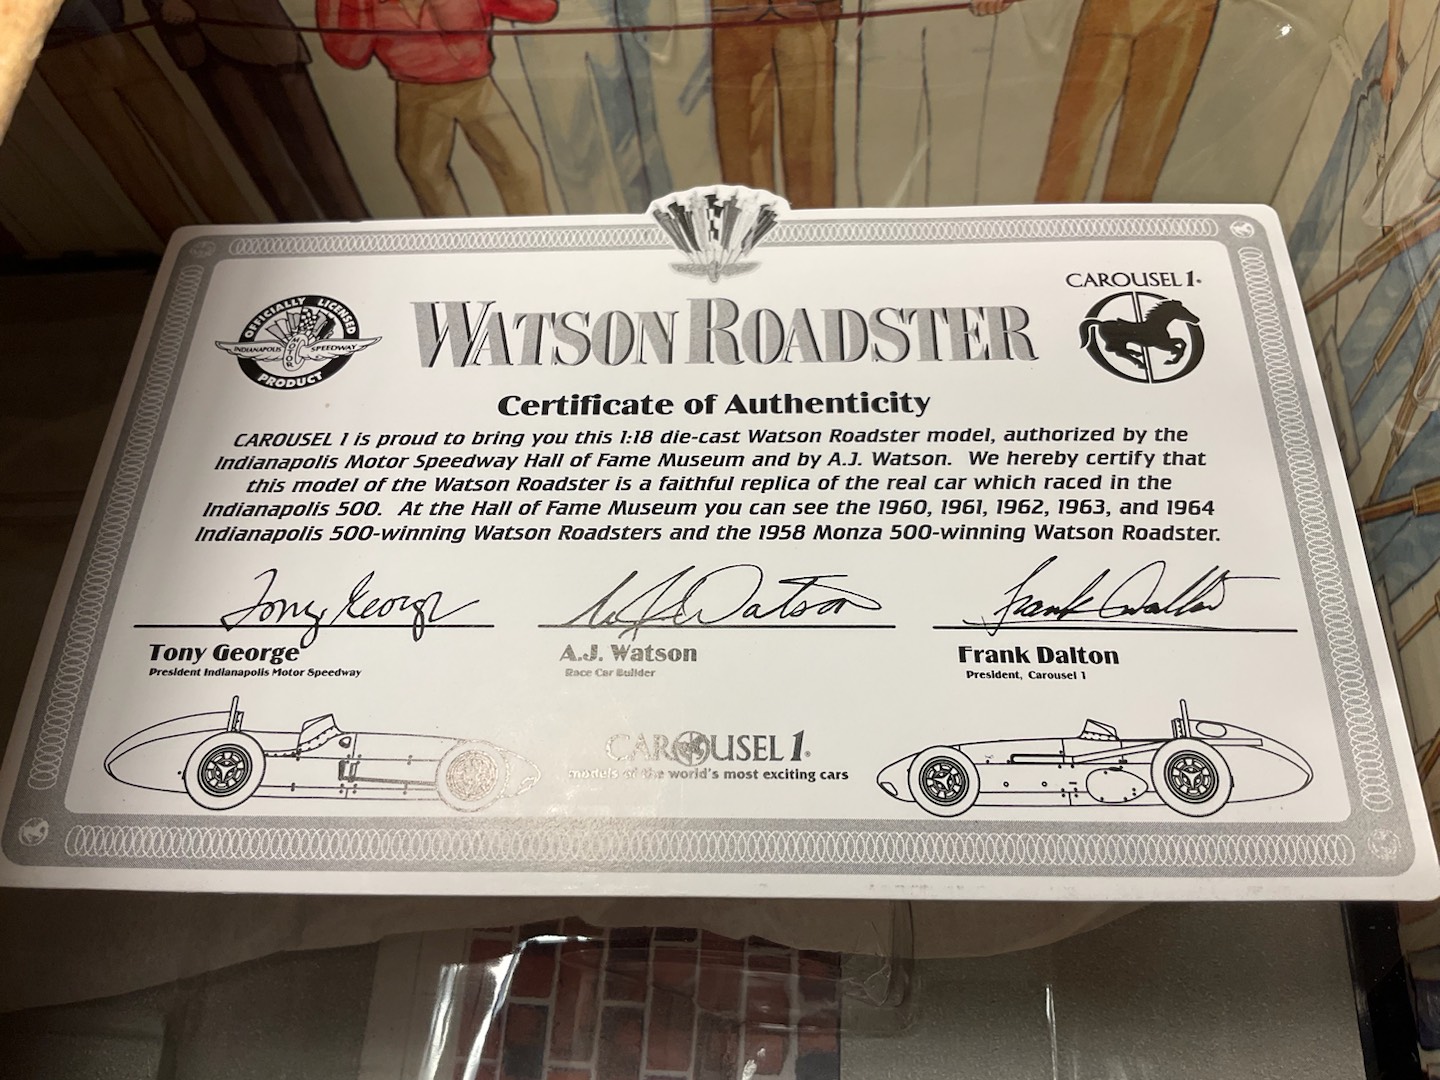 OFFICIALLY LICENSED
INDIANAPOLIS MOTOR SPEEDWAY
PRODUCT
WATSON ROADSTER
CAROUSEL 1
Certificate of Authenticity
CAROUSEL 1 is proud to bring you this 1:18 die-cast Watson Roadster model, authorized by the
Indianapolis Motor Speedway Hall of Fame Museum and by A.J. Watson. We hereby certify that
this model of the Watson Roadster is a faithful replica of the real car which raced in the
Indianapolis 500. At the Hall of Fame Museum you can see the 1960, 1961, 1962, 1963, and 1964
Indianapolis 500-winning Watson Roadsters and the 1958 Monza 500-winning Watson Roadster.
Tony George A.J. Watson Frank Dalton
Tony George A.J. Watson Frank Dalton
President Indianapolis Motor Speedway Race Car Builder President, Carousel 1
CAROUSEL 1
models of the world's most exciting cars